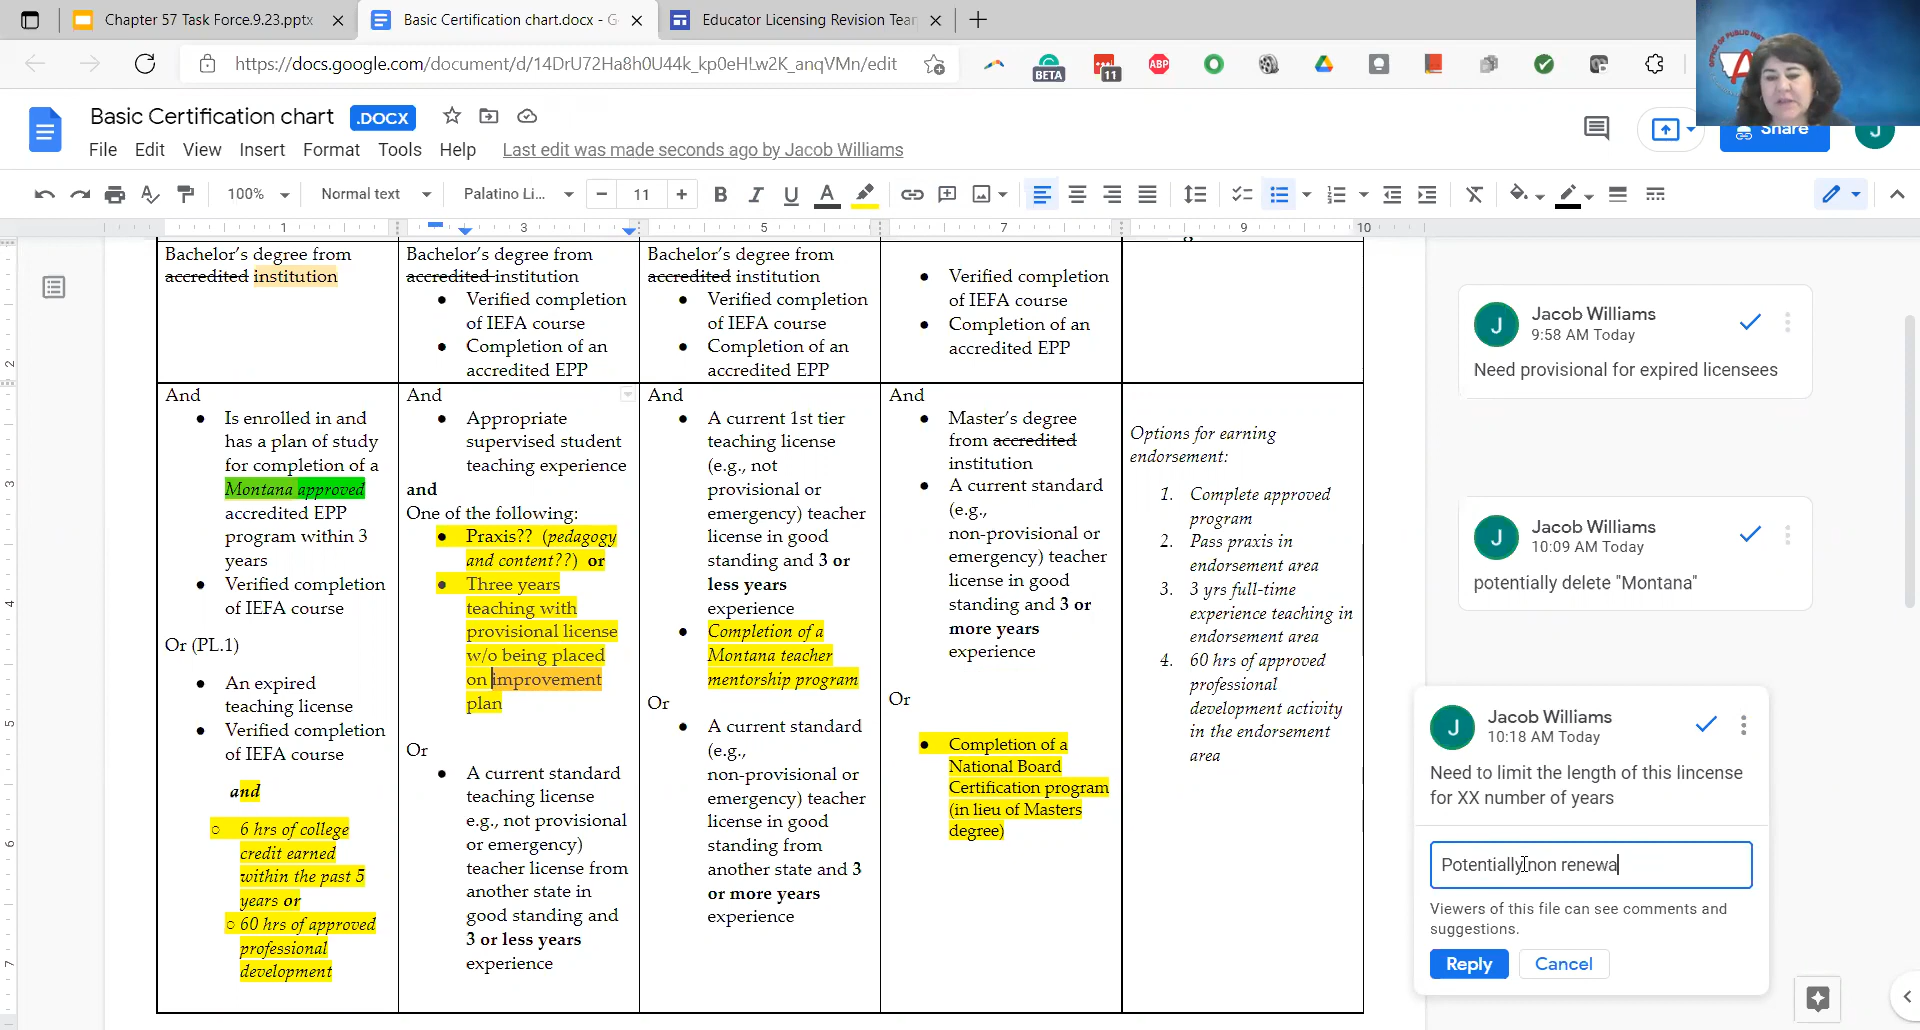 Chapter 57 Task Force.9.23.pptx
Basic Certification chart.docx - G
Educator Licensing Revision Tear
https://docs.google.com/document/d/14DrU72Ha8h0U44k_kp0eHLw2K_anqVMn/edit
BETA
11
ABP
Basic Certification chart
.DOCX
Share
J
File Edit View Insert Format Tools Help
Last edit was made seconds ago by Jacob Williams
100%
Normal text
Palatino Li...
11
B I U A
1 3 5 7 9 10
2
3
4
5
6
7
Bachelor's degree from
accredited institution
Bachelor's degree from
accredited institution
● Verified completion
of IEFA course
● Completion of an
accredited EPP
Bachelor's degree from
accredited institution
● Verified completion
of IEFA course
● Completion of an
accredited EPP
● Verified completion
of IEFA course
● Completion of an
accredited EPP
And
● Is enrolled in and
has a plan of study
for completion of a
Montana approved
accredited EPP
program within 3
years
● Verified completion
of IEFA course
Or (PL.1)
● An expired
teaching license
● Verified completion
of IEFA course
and
○ 6 hrs of college
credit earned
within the past 5
years or
○ 60 hrs of approved
professional
development
And
● Appropriate
supervised student
teaching experience
and
One of the following:
● Praxis?? (pedagogy
and content??) or
● Three years
teaching with
provisional license
w/o being placed
on improvement
plan
Or
● A current standard
teaching license
e.g., not provisional
or emergency)
teacher license from
another state in
good standing and
3 or less years
experience
And
● A current 1st tier
teaching license
(e.g., not
provisional or
emergency) teacher
license in good
standing and 3 or
less years
experience
● Completion of a
Montana teacher
mentorship program
Or
● A current standard
(e.g.,
non-provisional or
emergency) teacher
license in good
standing from
another state and 3
or more years
experience
And
● Master's degree
from accredited
institution
● A current standard
(e.g.,
non-provisional or
emergency) teacher
license in good
standing and 3 or
more years
experience
Or
● Completion of a
National Board
Certification program
(in lieu of Masters
degree)
Options for earning
endorsement:
1. Complete approved
program
2. Pass praxis in
endorsement area
3. 3 yrs full-time
experience teaching in
endorsement area
4. 60 hrs of approved
professional
development activity
in the endorsement
area
J
Jacob Williams
9:58 AM Today
Need provisional for expired licensees
J
Jacob Williams
10:09 AM Today
potentially delete "Montana"
J
Jacob Williams
10:18 AM Today
Need to limit the length of this lincense
for XX number of years
Potentially non renewa
Viewers of this file can see comments and
suggestions.
Reply
Cancel